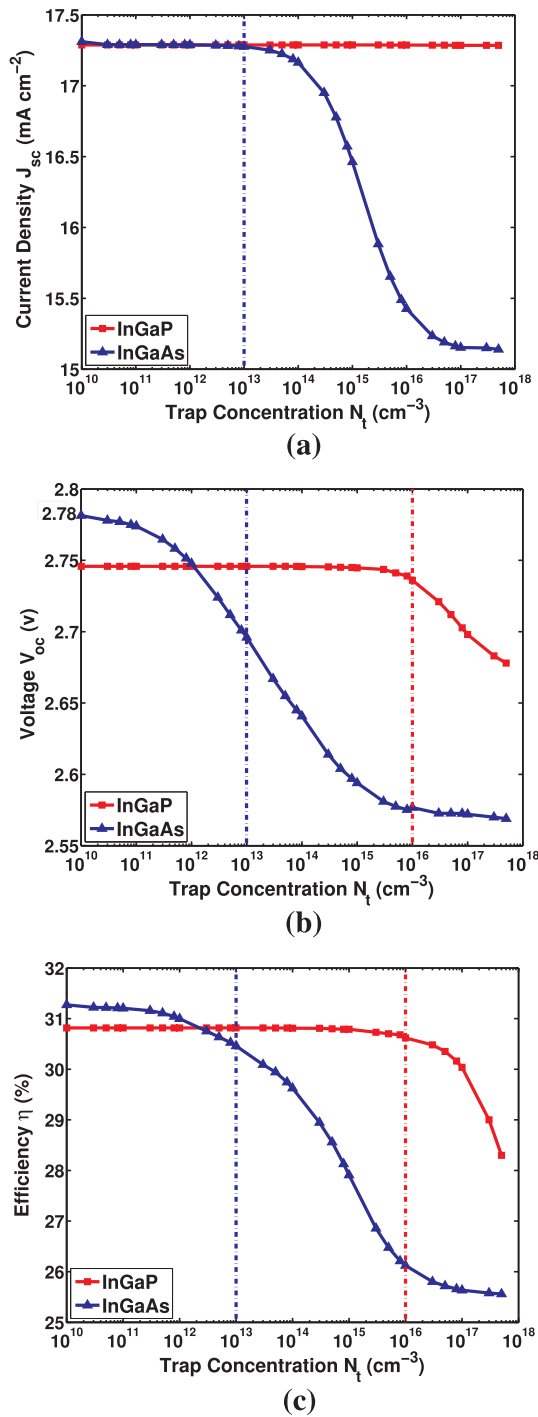 17.5
17
16.5
16
15.5
15
Current Density J_sc (mA cm^−2)
InGaP
InGaAs
10^10 10^11 10^12 10^13 10^14 10^15 10^16 10^17 10^18
Trap Concentration N_t (cm^−3)
(a)
2.8
2.78
2.75
2.7
2.65
2.6
2.55
Voltage V_oc (v)
InGaP
InGaAs
10^10 10^11 10^12 10^13 10^14 10^15 10^16 10^17 10^18
Trap Concentration N_t (cm^−3)
(b)
32
31
30
29
28
27
26
25
Efficiency η (%)
InGaP
InGaAs
10^10 10^11 10^12 10^13 10^14 10^15 10^16 10^17 10^18
Trap Concentration N_t (cm^−3)
(c)